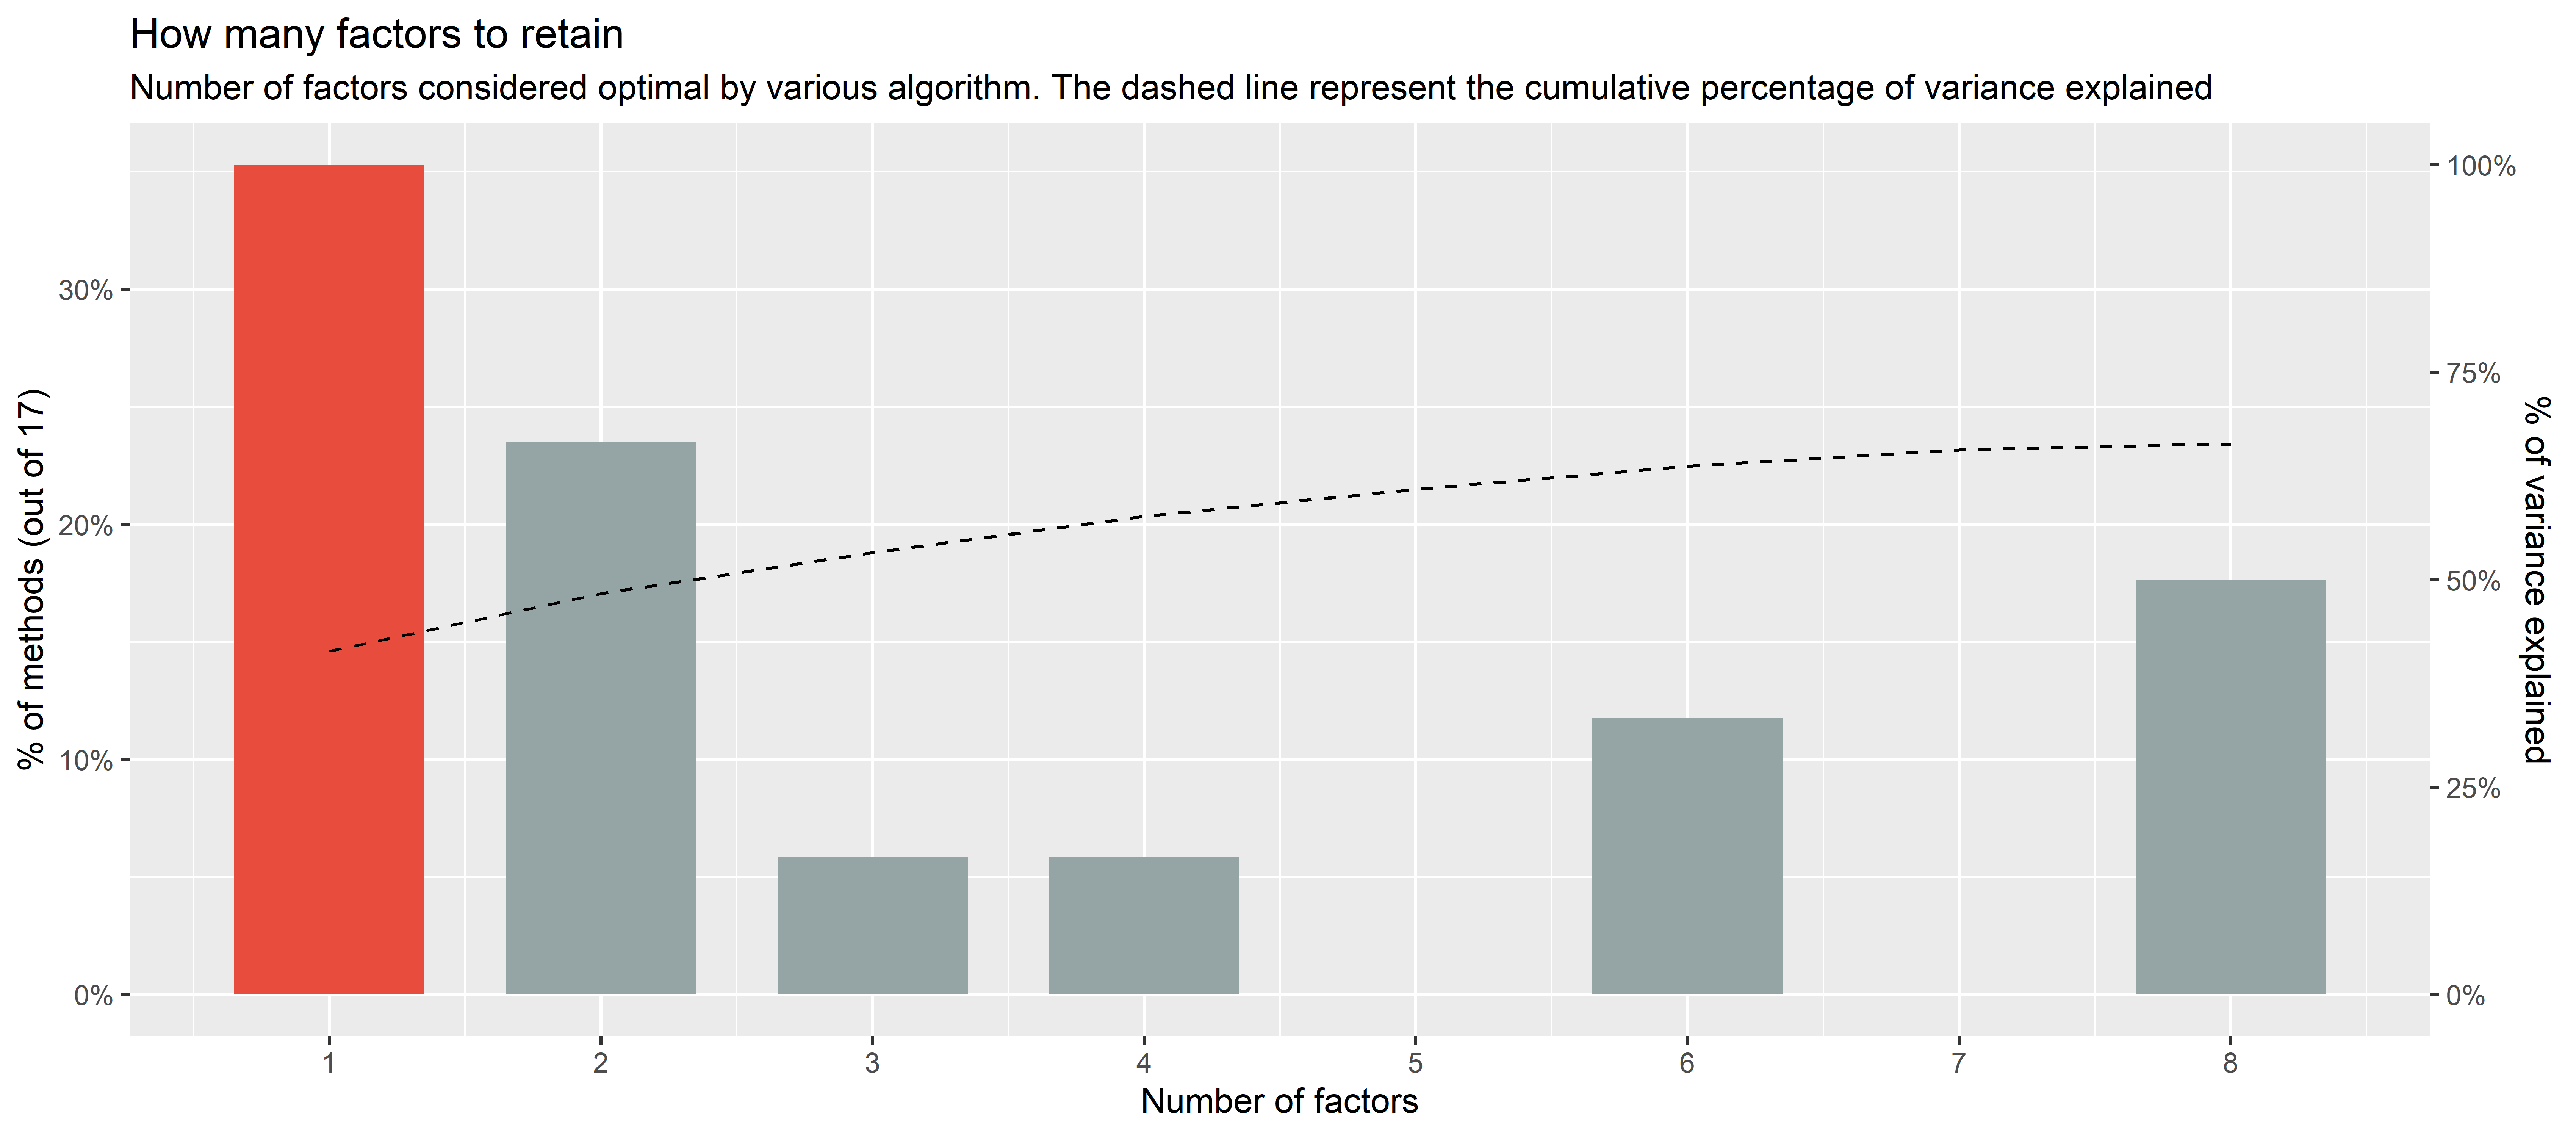 How many factors to retain
Number of factors considered optimal by various algorithm. The dashed line represent the cumulative percentage of variance explained
% of methods (out of 17)
30%
20%
10%
0%
100%
75%
50%
25%
0%
% of variance explained
1 2 3 4 5 6 7 8
Number of factors